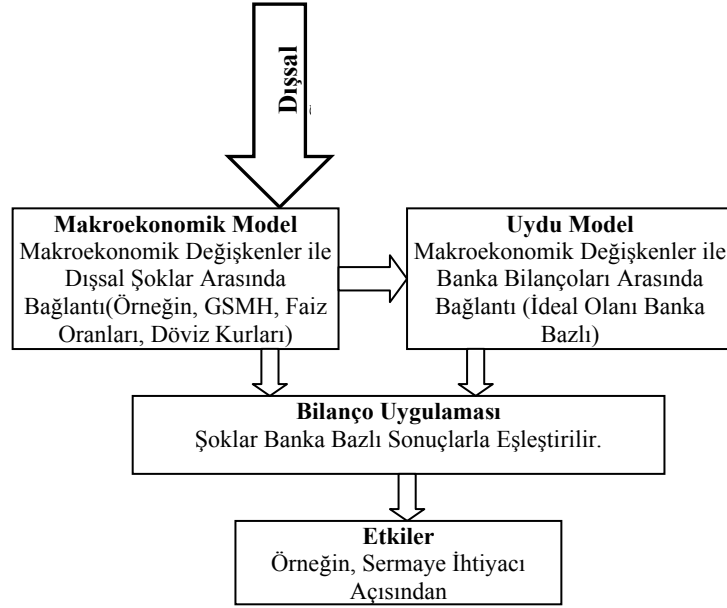 Dışsal
Makroekonomik Model
Makroekonomik Değişkenler ile
Dışsal Şoklar Arasında
Bağlantı(Örneğin, GSMH, Faiz
Oranları, Döviz Kurları)
Uydu Model
Makroekonomik Değişkenler ile
Banka Bilançoları Arasında
Bağlantı (İdeal Olanı Banka
Bazlı)
Bilanço Uygulaması
Şoklar Banka Bazlı Sonuçlarla Eşleştirilir.
Etkiler
Örneğin, Sermaye İhtiyacı
Açısından